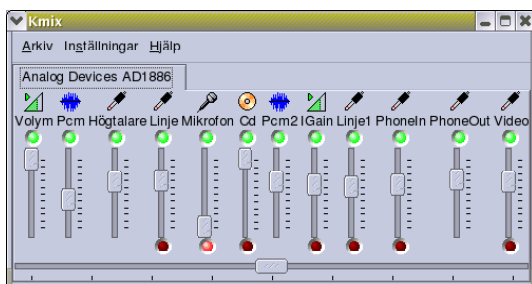 Kmix
Arkiv Inställningar Hjälp
Analog Devices AD1886
Volym Pcm Högtalare Linje Mikrofon Cd Pcm2 IGain Linje1 PhoneIn PhoneOut Video